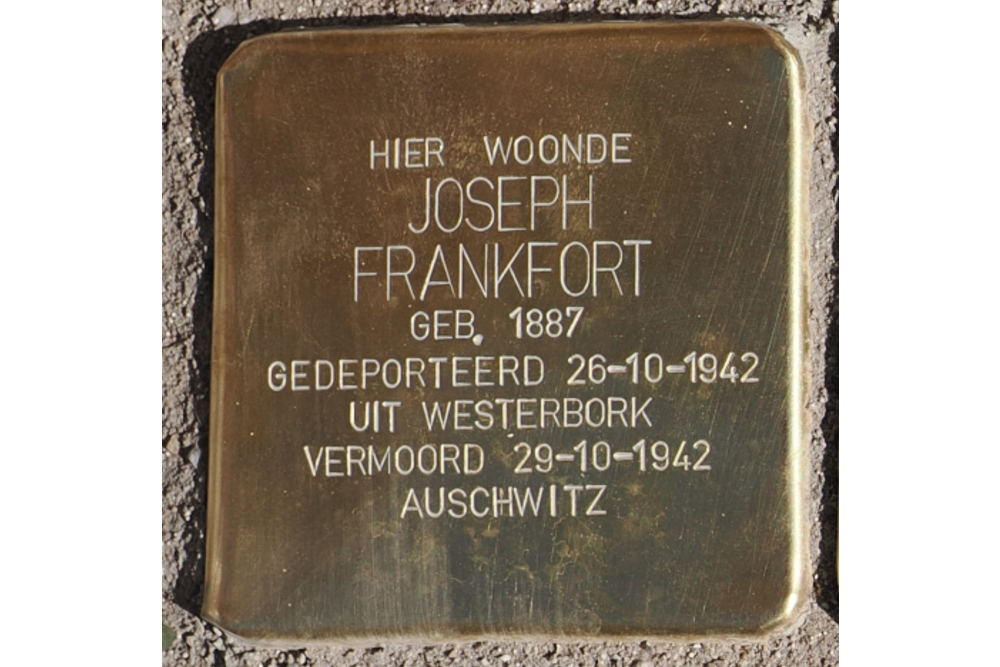 HIER WOONDE
JOSEPH
FRANKFORT
GEB. 1887
GEDEPORTEERD 26-10-1942
UIT WESTERBORK
VERMOORD 29-10-1942
AUSCHWITZ